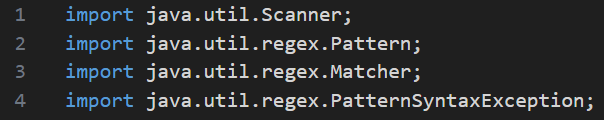 1 import java.util.Scanner;
2 import java.util.regex.Pattern;
3 import java.util.regex.Matcher;
4 import java.util.regex.PatternSyntaxException;